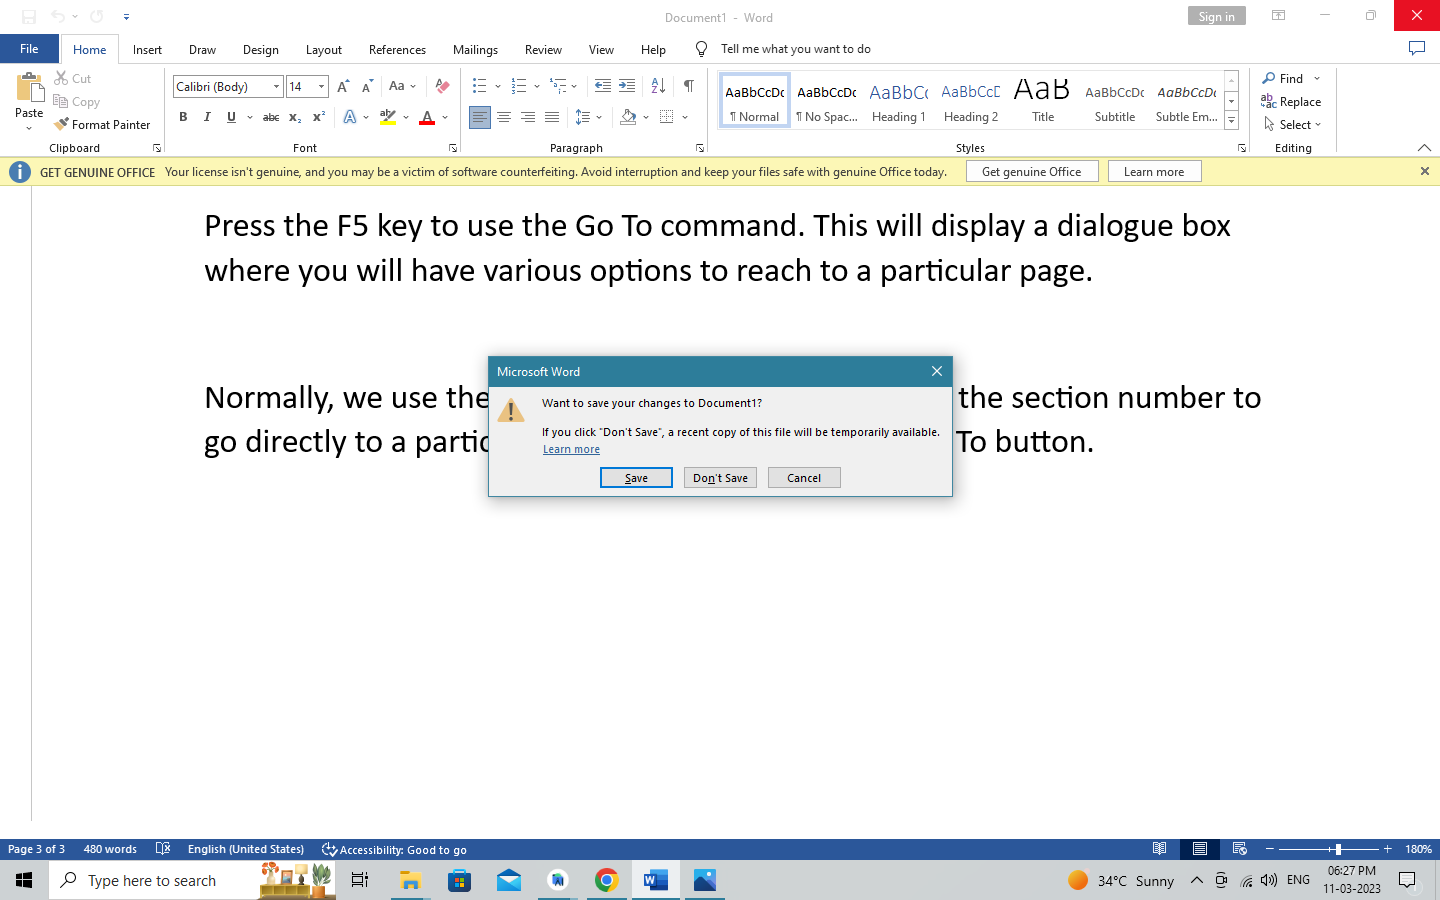 Document1 - Word
Sign in
File Home Insert Draw Design Layout References Mailings Review View Help Tell me what you want to do
Paste
Cut
Copy
Format Painter
Clipboard
Calibri (Body) 14
Aa
B I U abc x₂ x²
A A
Font
Paragraph
AaBbCcDc AaBbCcDc AaBbCc AaBbCcD AaB AaBbCcDc AaBbCcDc
¶ Normal ¶ No Spac... Heading 1 Heading 2 Title Subtitle Subtle Em...
Styles
Find
Replace
Select
Editing
GET GENUINE OFFICE Your license isn't genuine, and you may be a victim of software counterfeiting. Avoid interruption and keep your files safe with genuine Office today. Get genuine Office Learn more
Press the F5 key to use the Go To command. This will display a dialogue box
where you will have various options to reach to a particular page.
Normally, we use the the section number to
go directly to a partic To button.
Microsoft Word
Want to save your changes to Document1?
If you click "Don't Save", a recent copy of this file will be temporarily available.
Learn more
Save Don't Save Cancel
Page 3 of 3 480 words English (United States) Accessibility: Good to go 180%
Type here to search 34°C Sunny ENG 06:27 PM
11-03-2023